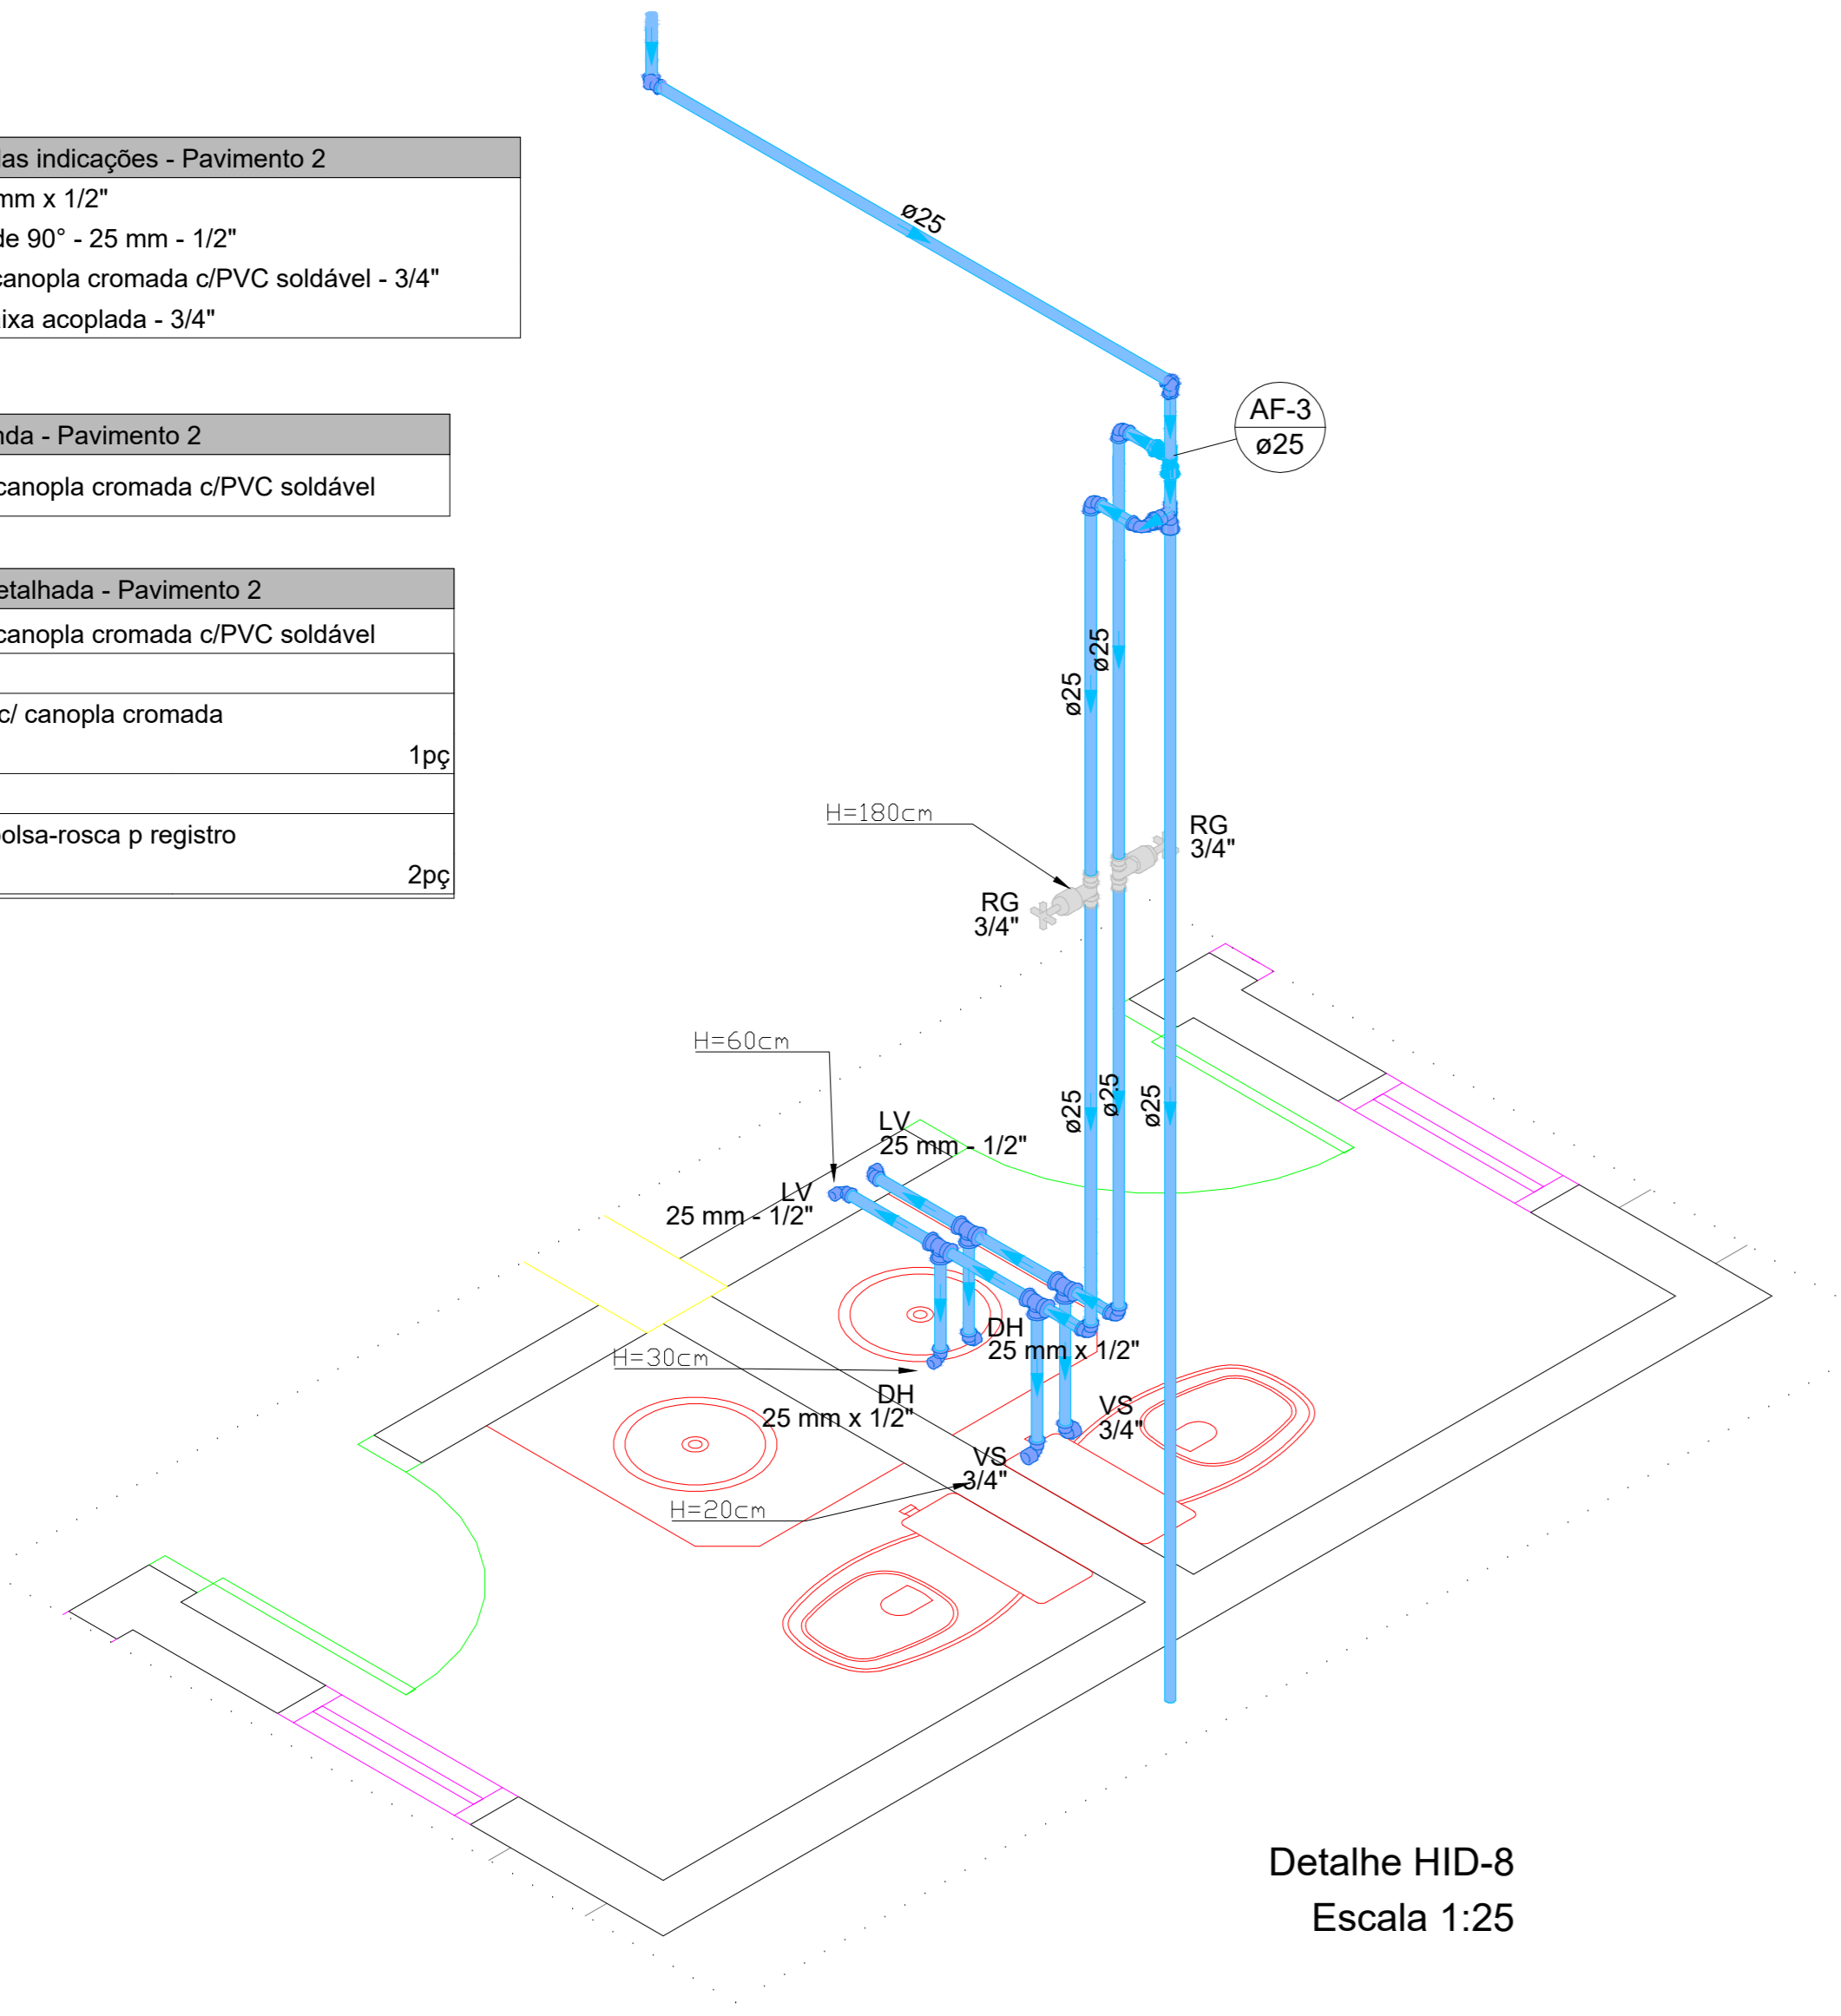 las indicações - Pavimento 2
mm x 1/2"
de 90° - 25 mm - 1/2"
canopla cromada c/PVC soldável - 3/4"
ixa acoplada - 3/4"
nda - Pavimento 2
canopla cromada c/PVC soldável
etalhada - Pavimento 2
canopla cromada c/PVC soldável
c/ canopla cromada
1pç
olsa-rosca p registro
2pç
ø25
AF-3
ø25
ø25
ø25
H=180cm
RG
3/4"
RG
3/4"
H=60cm
ø25
ø25
ø25
LV
25 mm - 1/2"
LV
25 mm - 1/2"
DH
25 mm x 1/2"
H=30cm
DH
25 mm x 1/2"
VS
3/4"
VS
3/4"
H=20cm
Detalhe HID-8
Escala 1:25